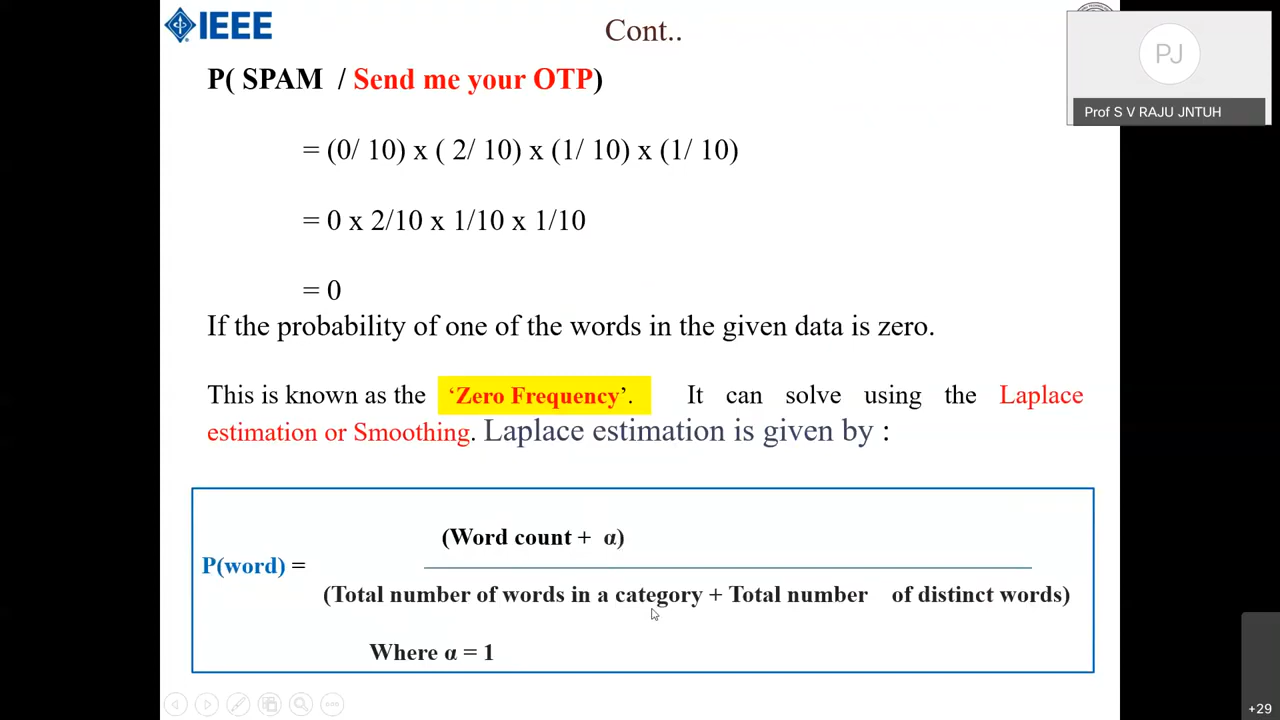 IEEE
Cont..
PJ
Prof S V RAJU JNTUH
P( SPAM / Send me your OTP)
= (0/ 10) x ( 2/ 10) x (1/ 10) x (1/ 10)
= 0 x 2/10 x 1/10 x 1/10
= 0
If the probability of one of the words in the given data is zero.
This is known as the ‘Zero Frequency’. It can solve using the Laplace
estimation or Smoothing. Laplace estimation is given by :
(Word count + α)
P(word) =
(Total number of words in a category + Total number of distinct words)
Where α = 1
+29